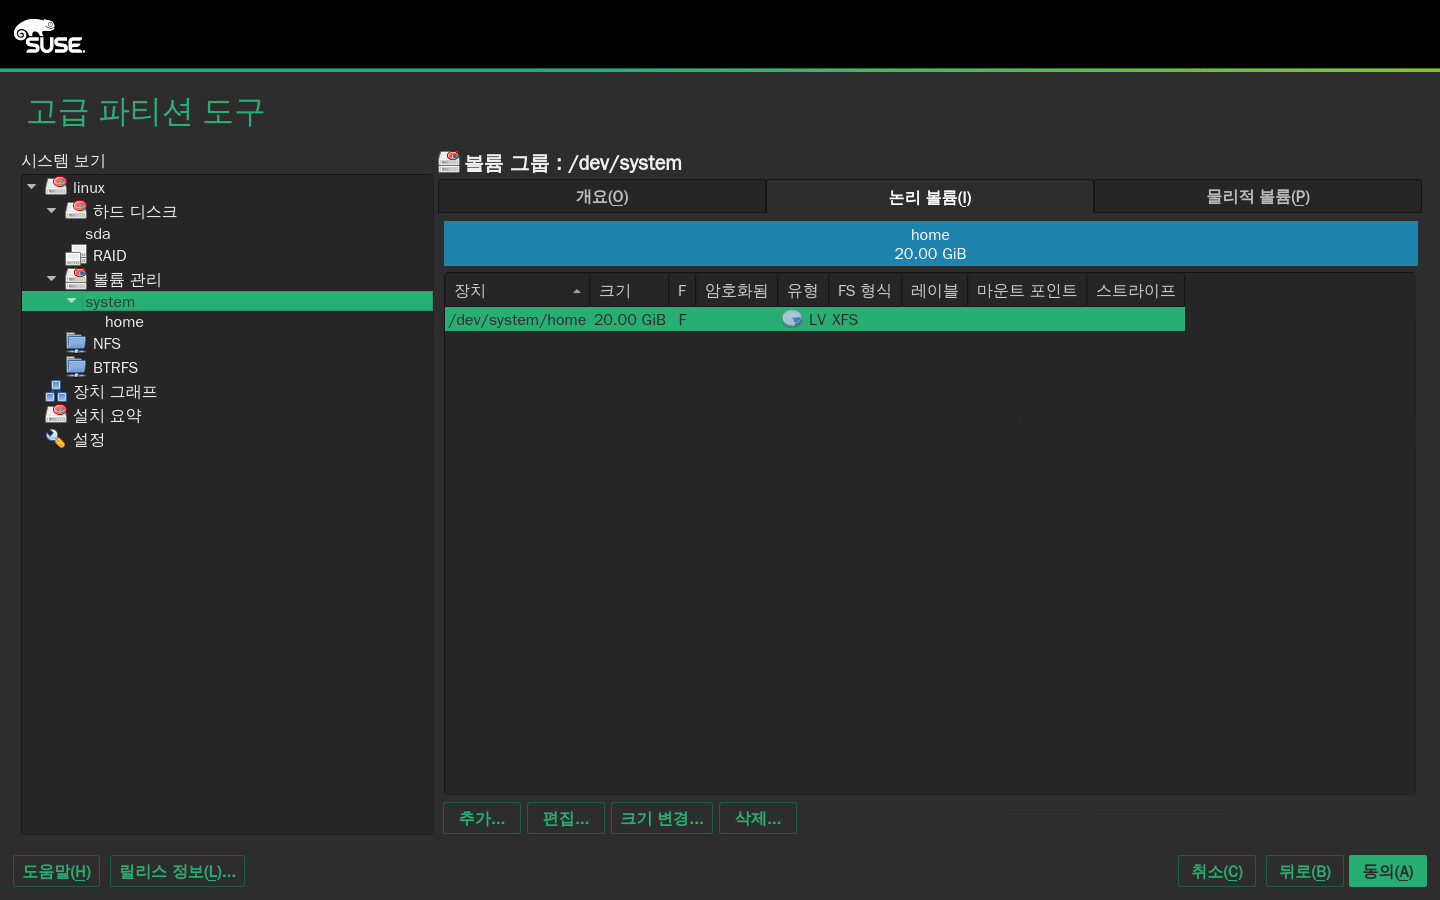 SUSE.
고급 파티션 도구
시스템 보기
linux
하드 디스크
sda
RAID
볼륨 관리
system
home
NFS
BTRFS
장치 그래프
설치 요약
설정
볼륨 그룹 : /dev/system
개요(O) 논리 볼륨(l) 물리적 볼륨(P)
home
20.00 GiB
장치 크기 F 암호화됨 유형 FS 형식 레이블 마운트 포인트 스트라이프
/dev/system/home 20.00 GiB F LV XFS
추가... 편집... 크기 변경... 삭제...
도움말(H) 릴리스 정보(L)... 취소(C) 뒤로(B) 동의(A)